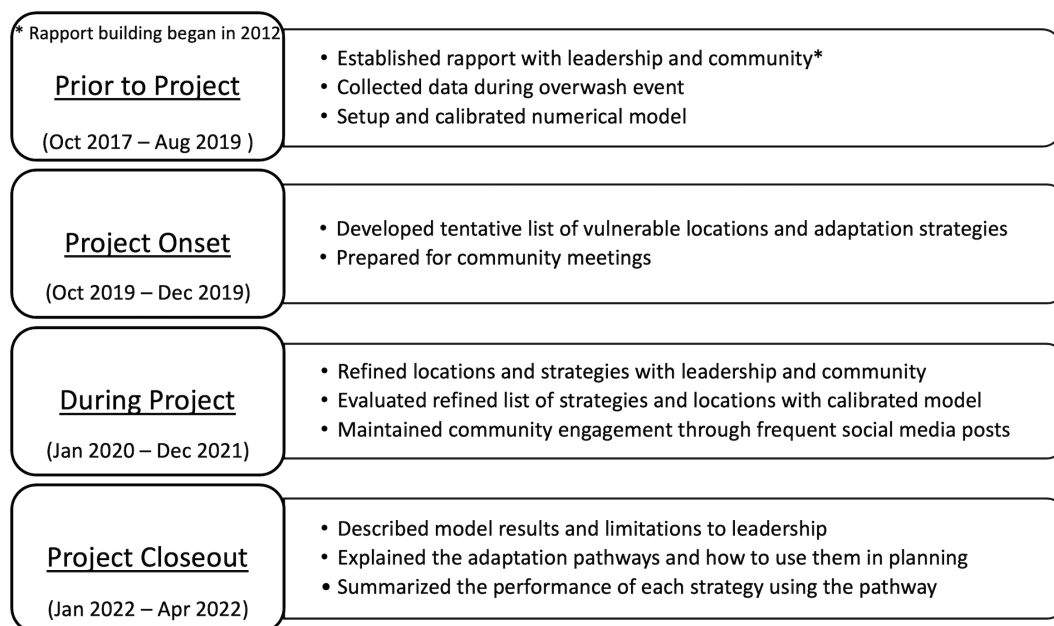 * Rapport building began in 2012
Prior to Project
(Oct 2017 – Aug 2019 )
• Established rapport with leadership and community*
• Collected data during overwash event
• Setup and calibrated numerical model
Project Onset
(Oct 2019 – Dec 2019)
• Developed tentative list of vulnerable locations and adaptation strategies
• Prepared for community meetings
During Project
(Jan 2020 – Dec 2021)
• Refined locations and strategies with leadership and community
• Evaluated refined list of strategies and locations with calibrated model
• Maintained community engagement through frequent social media posts
Project Closeout
(Jan 2022 – Apr 2022)
• Described model results and limitations to leadership
• Explained the adaptation pathways and how to use them in planning
• Summarized the performance of each strategy using the pathway